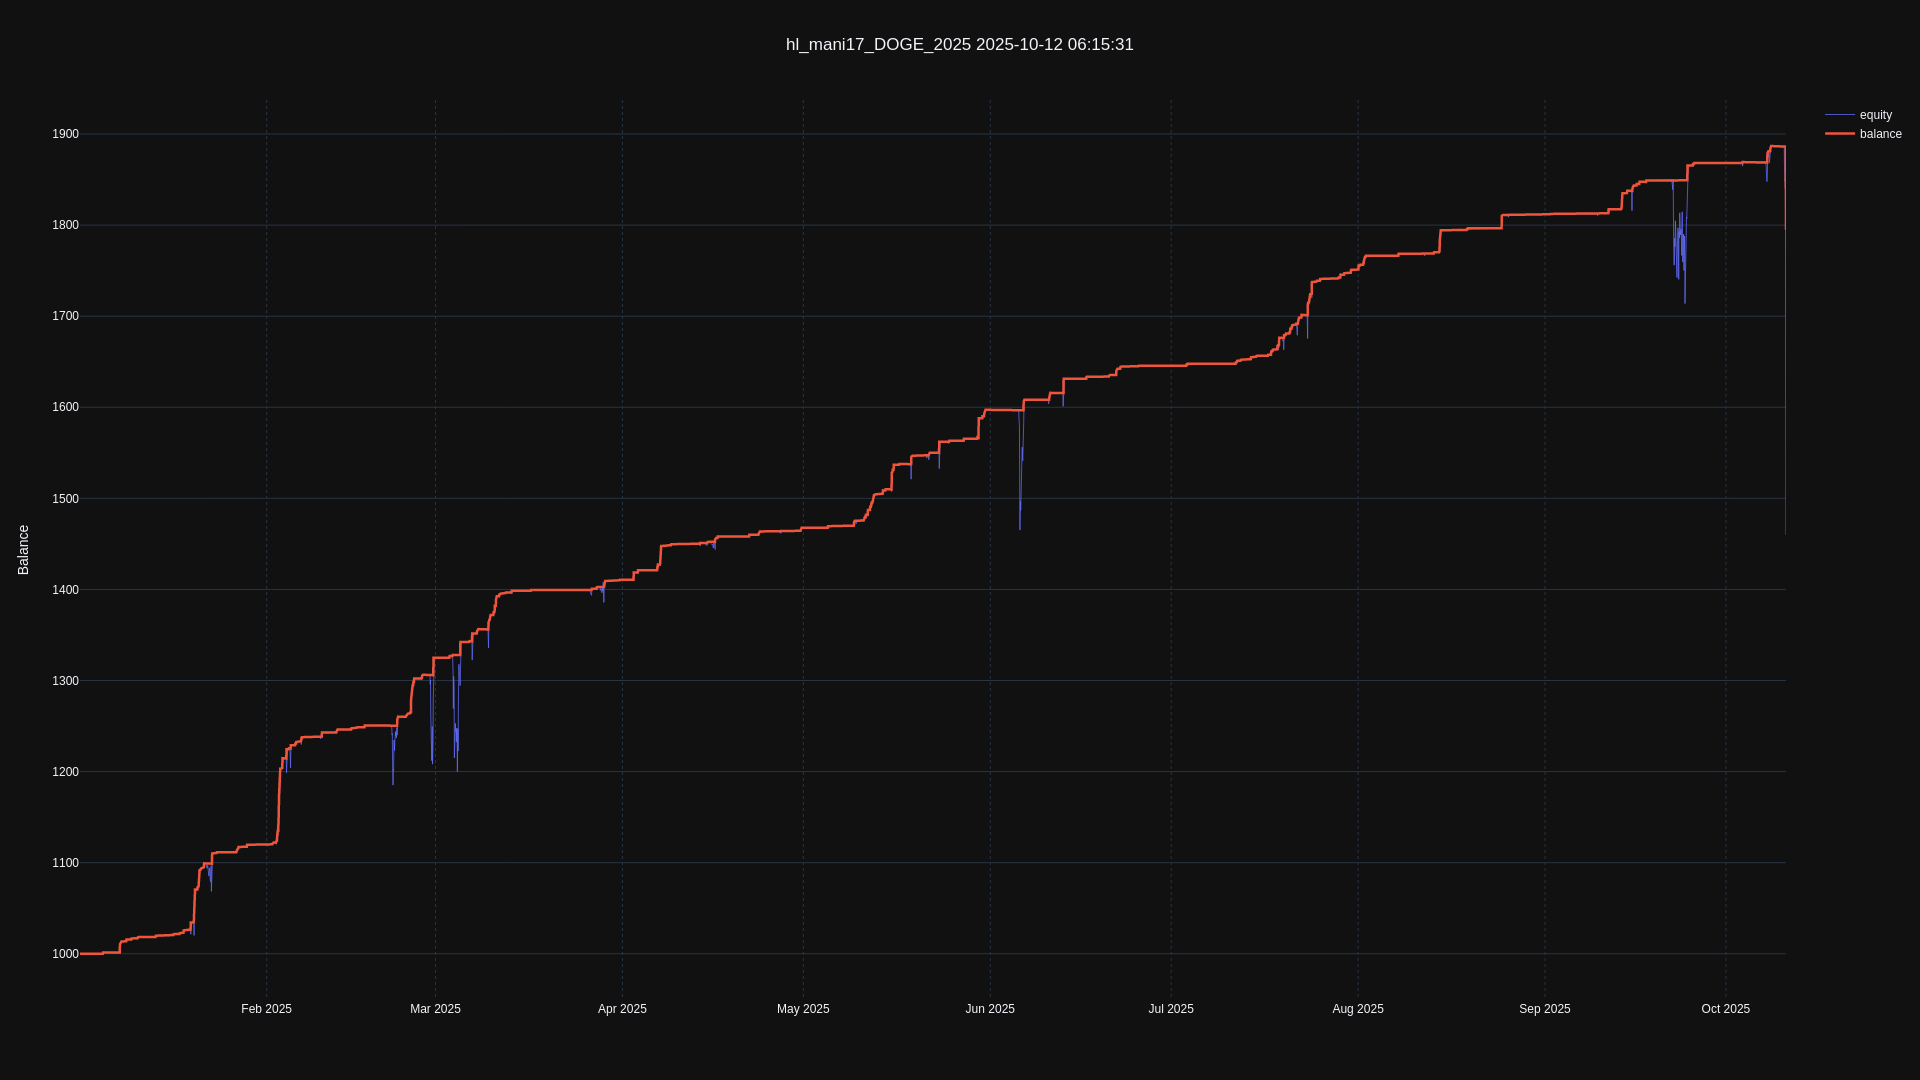 hl_mani17_DOGE_2025 2025-10-12 06:15:31
equity
balance
1900
1800
1700
1600
1500
1400
1300
1200
1100
1000
Balance
Feb 2025
Mar 2025
Apr 2025
May 2025
Jun 2025
Jul 2025
Aug 2025
Sep 2025
Oct 2025